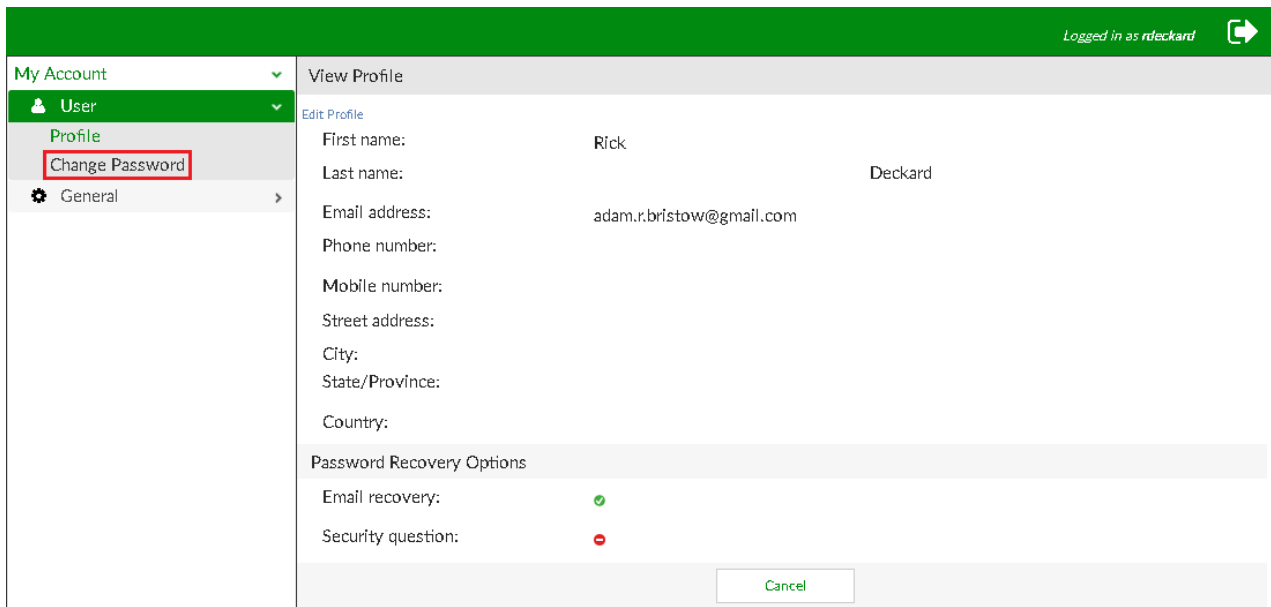 Logged in as rdeckard
My Account
User
Profile
Change Password
General
View Profile
Edit Profile
First name: Rick
Last name: Deckard
Email address: adam.r.bristow@gmail.com
Phone number:
Mobile number:
Street address:
City:
State/Province:
Country:
Password Recovery Options
Email recovery:
Security question:
Cancel